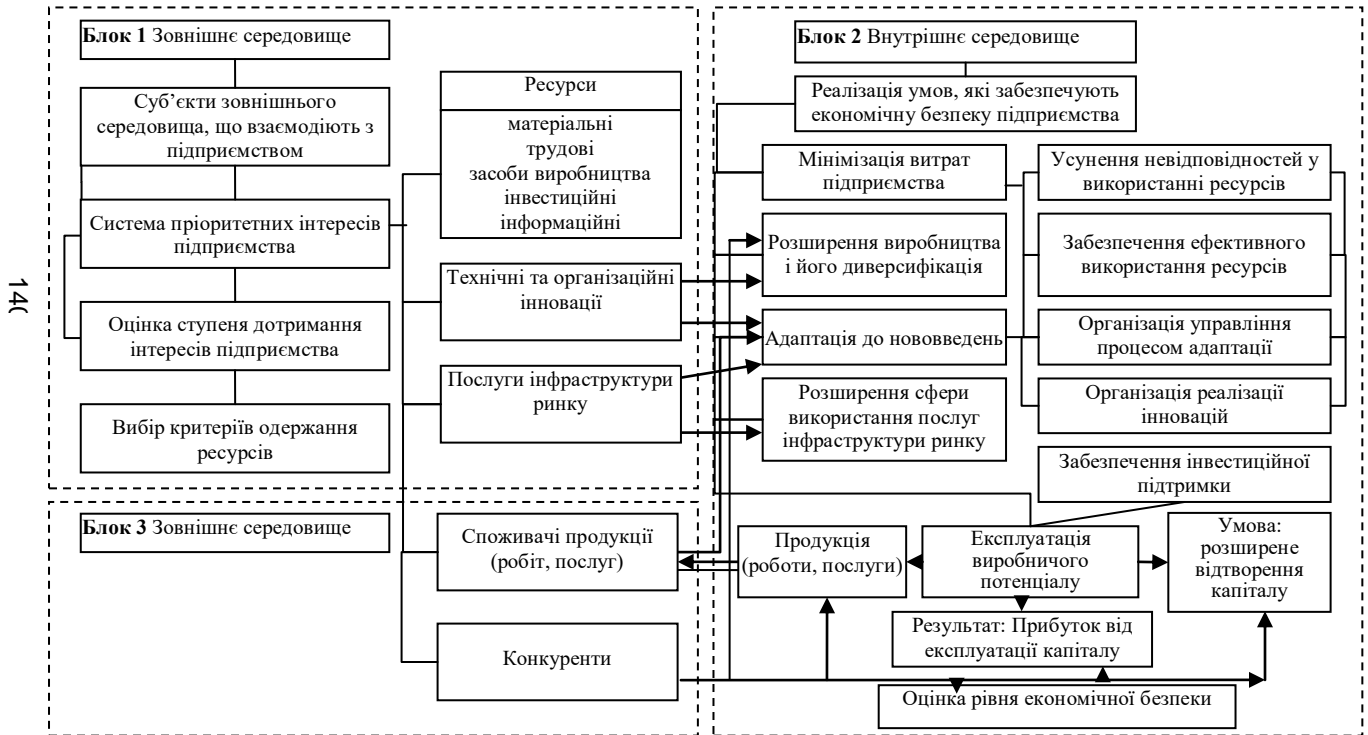 Блок 1 Зовнішнє середовище
Суб’єкти зовнішнього
середовища, що взаємодіють з
підприємством
Система пріоритетних інтересів
підприємства
Оцінка ступеня дотримання
інтересів підприємства
Вибір критеріїв одержання
ресурсів
Ресурси
матеріальні
трудові
засоби виробництва
інвестиційні
інформаційні
Технічні та організаційні
інновації
Послуги інфраструктури
ринку
Блок 2 Внутрішнє середовище
Реалізація умов, які забезпечують
економічну безпеку підприємства
Мінімізація витрат
підприємства
Розширення виробництва
і його диверсифікація
Адаптація до нововведень
Розширення сфери
використання послуг
інфраструктури ринку
Усунення невідповідностей у
використанні ресурсів
Забезпечення ефективного
використання ресурсів
Організація управління
процесом адаптації
Організація реалізації
інновацій
Забезпечення інвестиційної
підтримки
Блок 3 Зовнішнє середовище
Споживачі продукції
(робіт, послуг)
Конкуренти
Продукція
(роботи, послуги)
Експлуатація
виробничого
потенціалу
Умова:
розширене
відтворення
капіталу
Результат: Прибуток від
експлуатації капіталу
Оцінка рівня економічної безпеки